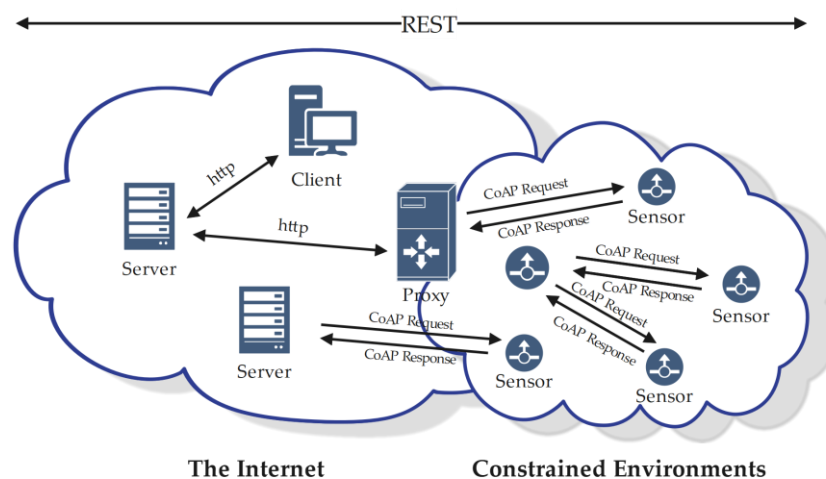 REST
Client
http
http
Server
Proxy
CoAP Request
CoAP Response
Sensor
CoAP Request
CoAP Response
Sensor
CoAP Request
CoAP Response
Sensor
Server
CoAP Request
CoAP Response
Sensor
The Internet
Constrained Environments